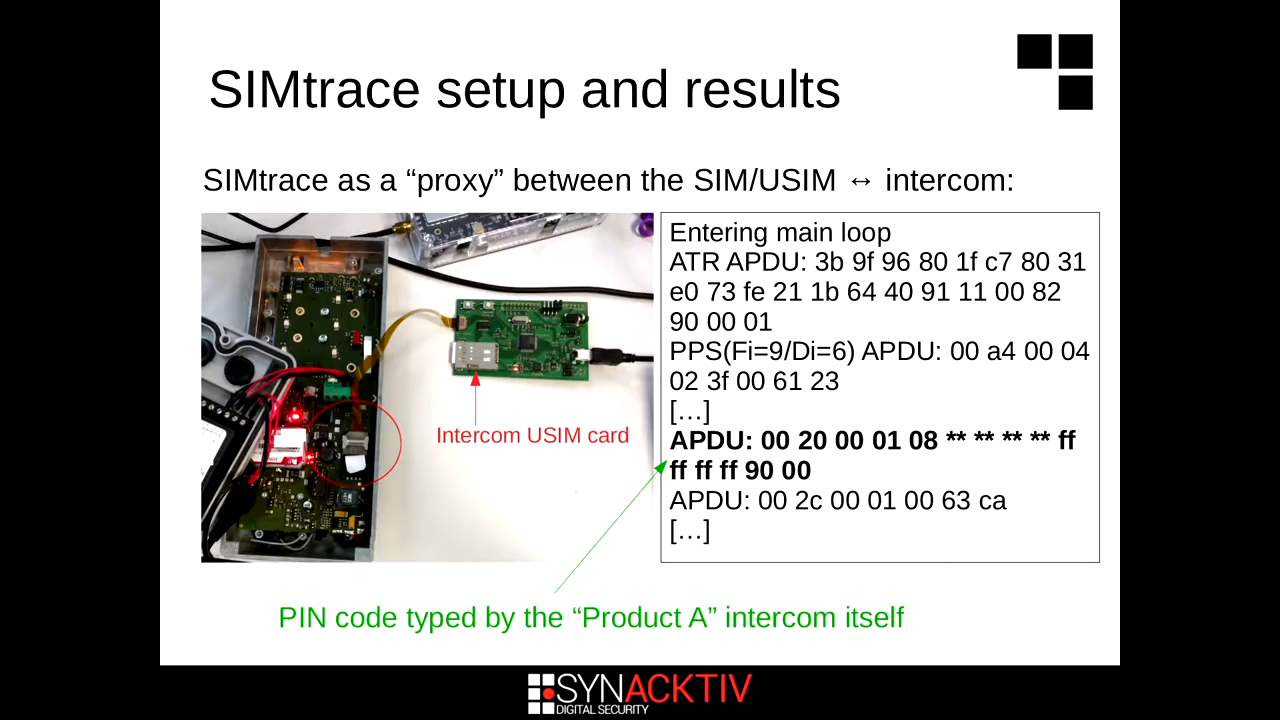 SIMtrace setup and results
SIMtrace as a “proxy” between the SIM/USIM ↔ intercom:
Entering main loop
ATR APDU: 3b 9f 96 80 1f c7 80 31
e0 73 fe 21 1b 64 40 91 11 00 82
90 00 01
PPS(Fi=9/Di=6) APDU: 00 a4 00 04
02 3f 00 61 23
[…]
APDU: 00 20 00 01 08 ** ** ** ** ff
ff ff ff 90 00
APDU: 00 2c 00 01 00 63 ca
[…]
Intercom USIM card
PIN code typed by the “Product A” intercom itself
SYNACKTIV
DIGITAL SECURITY